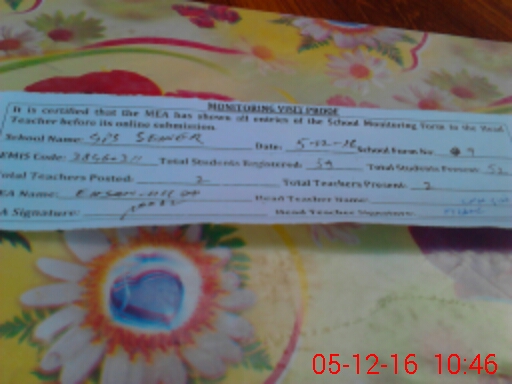 MONITORING VISIT PROOF
It is certified that the MEA has shown all entries of the School Monitoring Form to the Head
Teacher before its online submission.
School Name: GPS Date: 5-12-16 School Form No. 9
EMIS Code: Total Students Registered: 59 Total Students Present: 52
Total Teachers Posted: 2 Total Teachers Present: 2
MEA Name: Head Teacher Name:
MEA Signature: Head Teacher Signature:
05-12-16 10:46